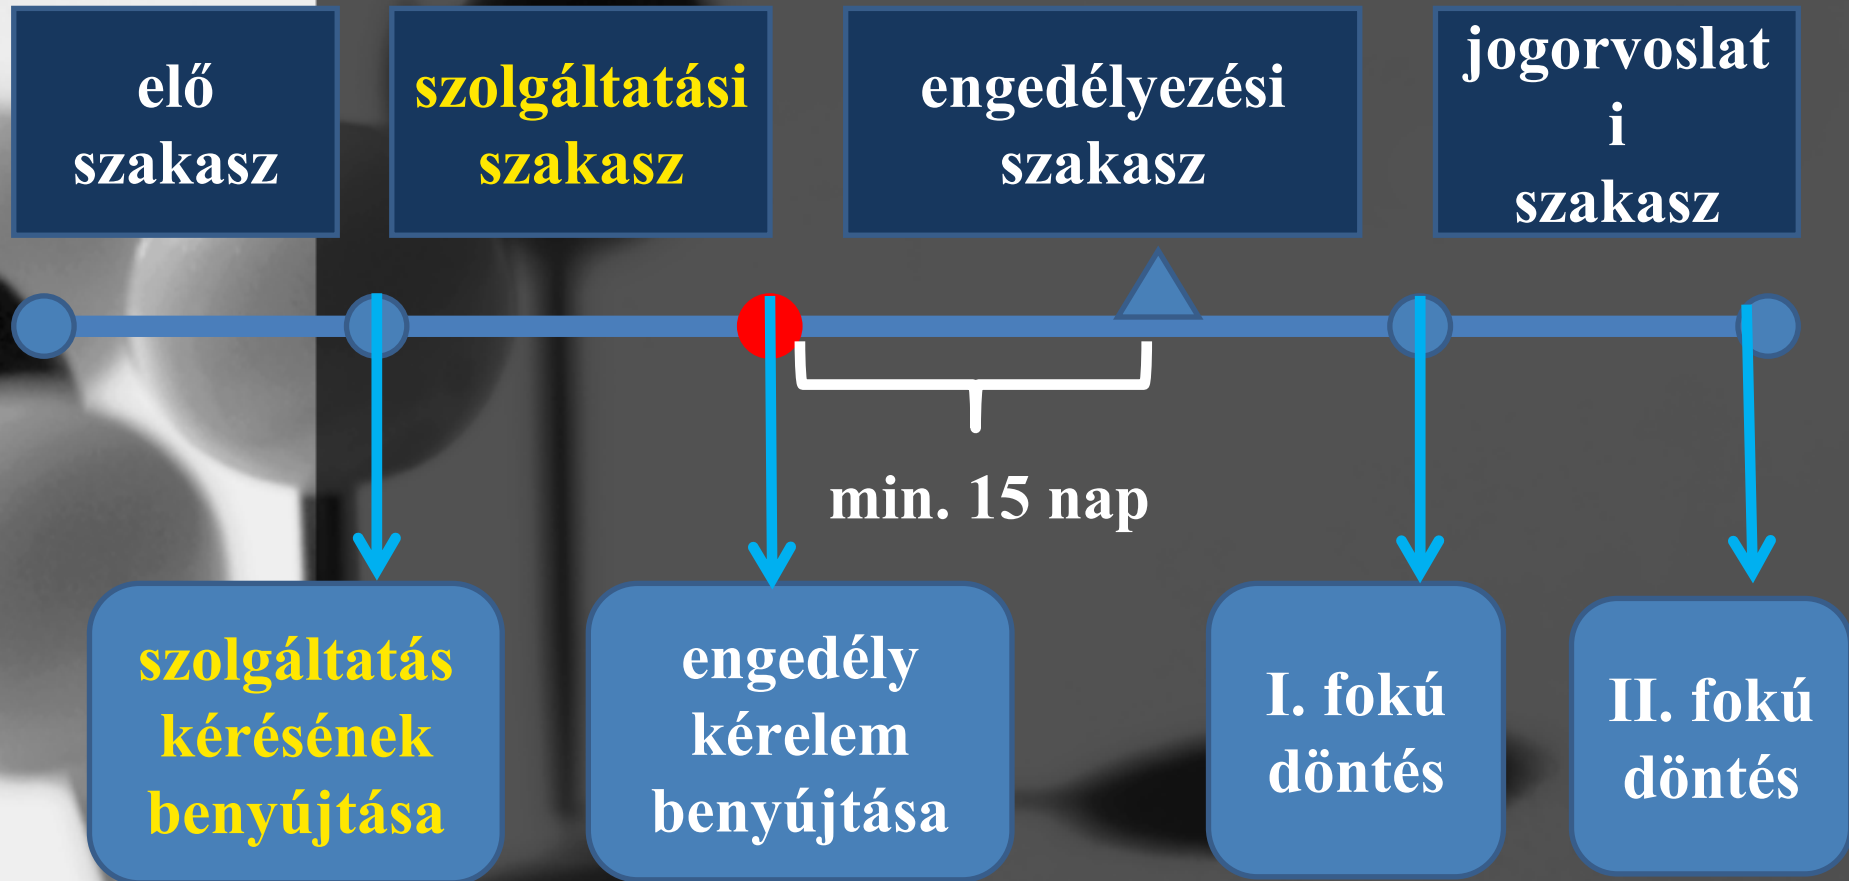 elő
szakasz
szolgáltatási
szakasz
engedélyezési
szakasz
jogorvoslat
i
szakasz
min. 15 nap
szolgáltatás
kérésének
benyújtása
engedély
kérelem
benyújtása
I. fokú
döntés
II. fokú
döntés